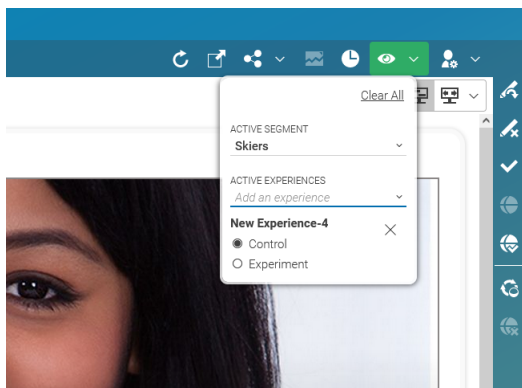 Clear All
ACTIVE SEGMENT
Skiers
ACTIVE EXPERIENCES
Add an experience
New Experience-4
Control
Experiment